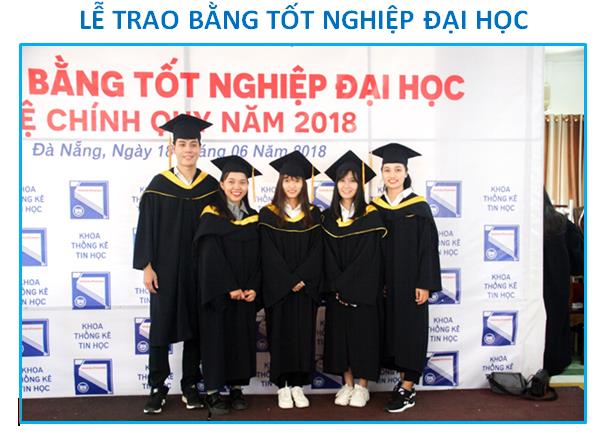 LỄ TRAO BẰNG TỐT NGHIỆP ĐẠI HỌC
BẰNG TỐT NGHIỆP ĐẠI HỌC
Ệ CHÍNH QUY NĂM 2018
Đà Nẵng, Ngày 18 áng 06 Năm 2018
KHOA
THỐNG KÊ
TIN HỌC
KHOA
THỐNG KÊ
TIN HỌC
KHOA
THỐNG KÊ
TIN HỌC
KHOA
THỐNG KÊ
TIN HỌC
KHOA
THỐNG KÊ
TIN HỌC